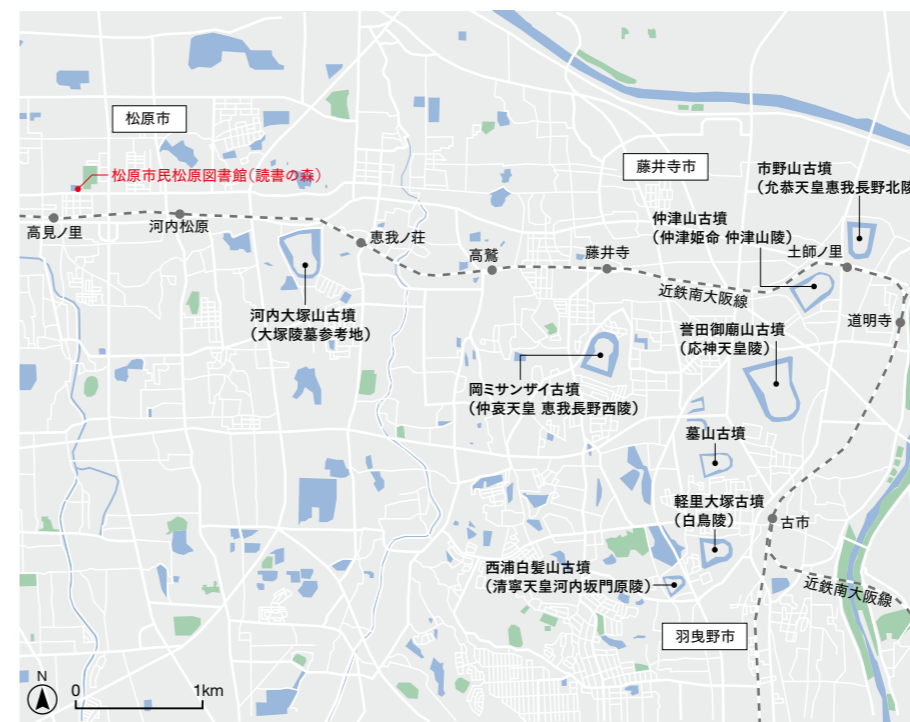 松原市
松原市民松原図書館（読書の森）
高見ノ里
河内松原
恵我ノ荘
高鷲
藤井寺
土師ノ里
道明寺
古市
近鉄南大阪線
近鉄南大阪線
藤井寺市
市野山古墳
（允恭天皇恵我長野北陵
仲津山古墳
（仲津姫命 仲津山陵）
河内大塚山古墳
（大塚陵墓参考地）
誉田御廟山古墳
（応神天皇陵）
岡ミサンザイ古墳
（仲哀天皇 恵我長野西陵）
墓山古墳
軽里大塚古墳
（白鳥陵）
西浦白髪山古墳
（清寧天皇河内坂門原陵）
羽曳野市
N
0 1km